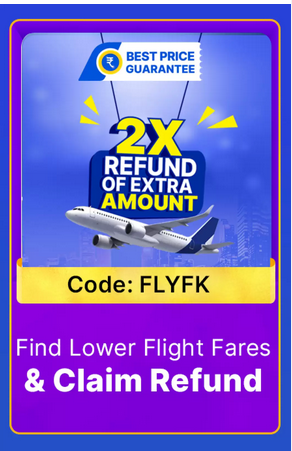 BEST PRICE
GUARANTEE
2X
REFUND
OF EXTRA
AMOUNT
Code: FLYFK
Find Lower Flight Fares
& Claim Refund